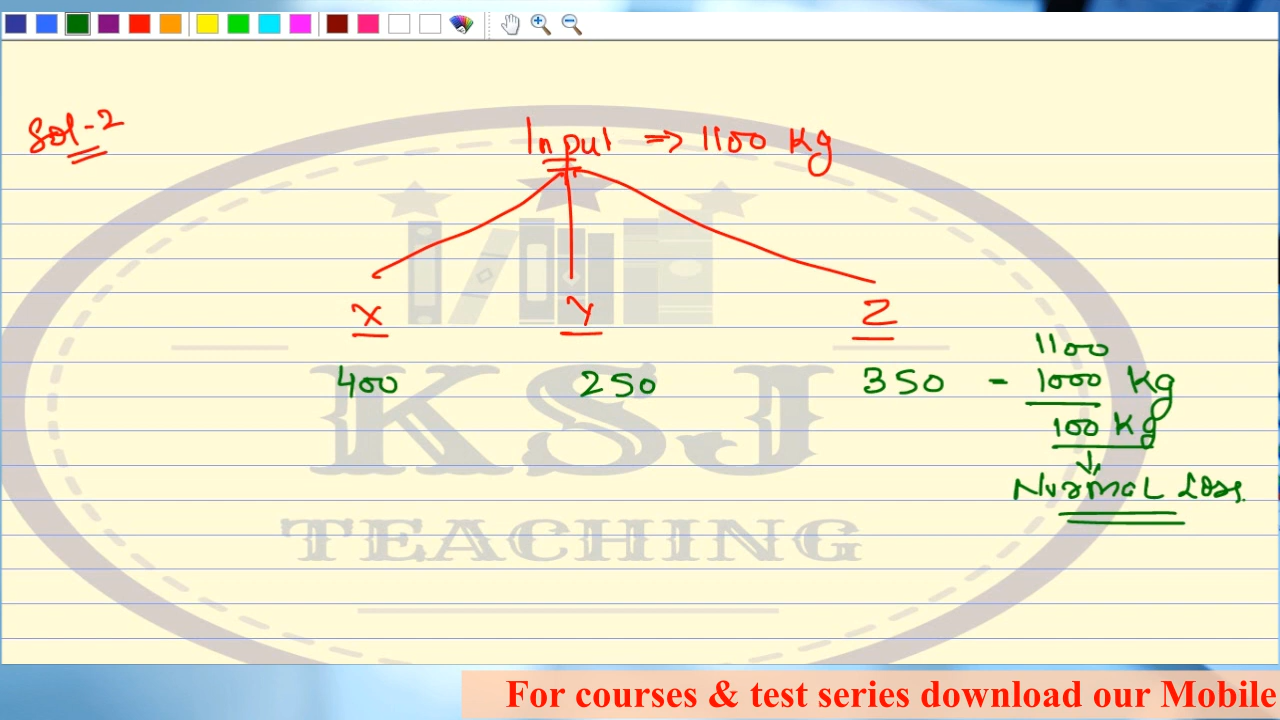 Sol-2
Input ⇒ 1100 Kg
X Y Z
1100
400 250 350 - 1000 Kg
100 Kg
↓
Normal Loss.
KSJ
TEACHING
For courses & test series download our Mobile